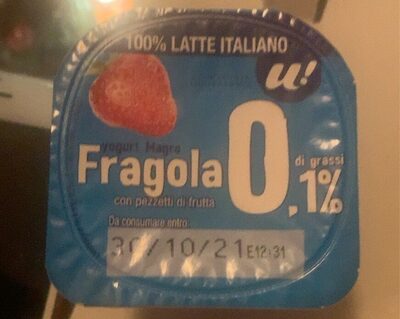 100% LATTE ITALIANO
u!
yogurt Magro
Fragola
0,1%
di grassi
con pezzetti di frutta
Da consumare entro:
30/10/21 E12:31